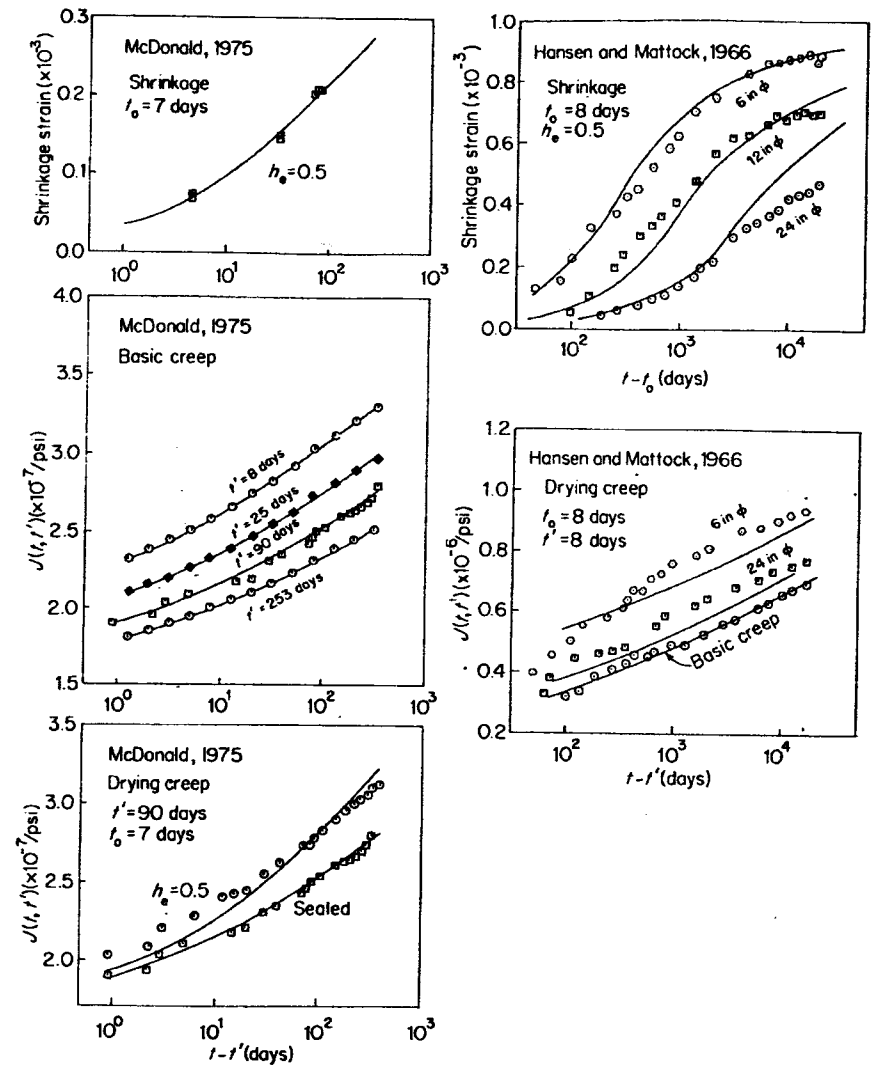 0.3
McDonald, 1975
Shrinkage
t₀ = 7 days
0.2
0.1
0.0
hₑ=0.5
10⁰ 10¹ 10² 10³
Shrinkage strain (×10⁻³)
4.0
McDonald, 1975
Basic creep
3.5
3.0
2.5
2.0
1.5
t' = 8 days
t' = 25 days
t' = 90 days
t' = 253 days
10⁰ 10¹ 10² 10³
J(t, t')(×10⁻⁷/psi)
3.5
McDonald, 1975
Drying creep
t'=90 days
t₀=7 days
3.0
2.5
2.0
hₑ=0.5
Sealed
10⁰ 10¹ 10² 10³
t-t' (days)
J(t, t')(×10⁻⁷/psi)
1.0
Hansen and Mattock, 1966
Shrinkage
t₀=8 days
hₑ=0.5
0.8
0.6
0.4
0.2
0.0
6 in ϕ
12 in ϕ
24 in ϕ
10² 10³ 10⁴
t-t₀ (days)
Shrinkage strain (×10⁻³)
1.2
Hansen and Mattock, 1966
Drying creep
t₀=8 days
t'=8 days
1.0
0.8
0.6
0.4
0.2
6 in ϕ
24 in ϕ
Basic creep
10² 10³ 10⁴
t-t' (days)
J(t, t')(×10⁻⁶/psi)